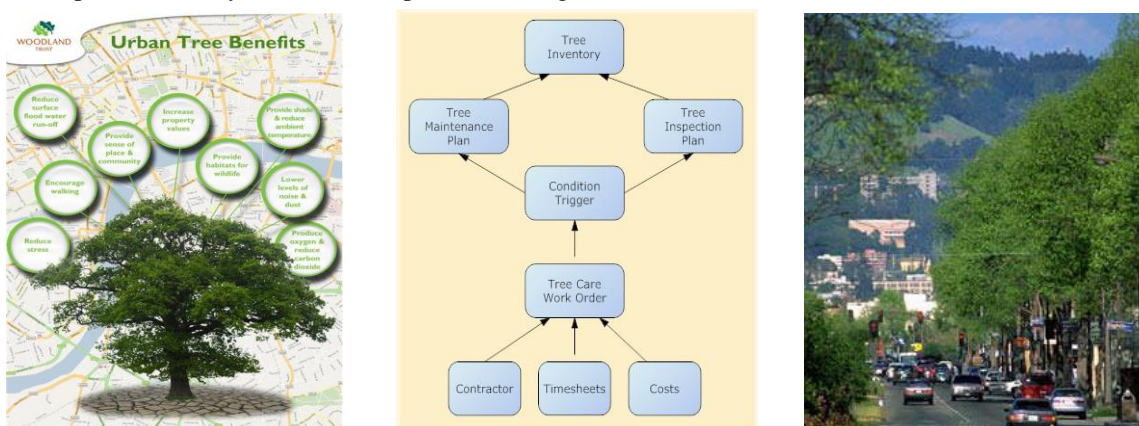 WOODLAND
TRUST
Urban Tree Benefits
Reduce
surface
flood water
run-off
Provide
sense of
place &
community
Increase
property
values
Provide shade
& reduce
ambient
temperature
Provide
habitats for
wildlife
Encourage
walking
Lower
levels of
noise &
dust
Reduce
stress
Produce
oxygen &
reduce
carbon
dioxide
Tree
Inventory
Tree
Maintenance
Plan
Tree
Inspection
Plan
Condition
Trigger
Tree Care
Work Order
Contractor
Timesheets
Costs